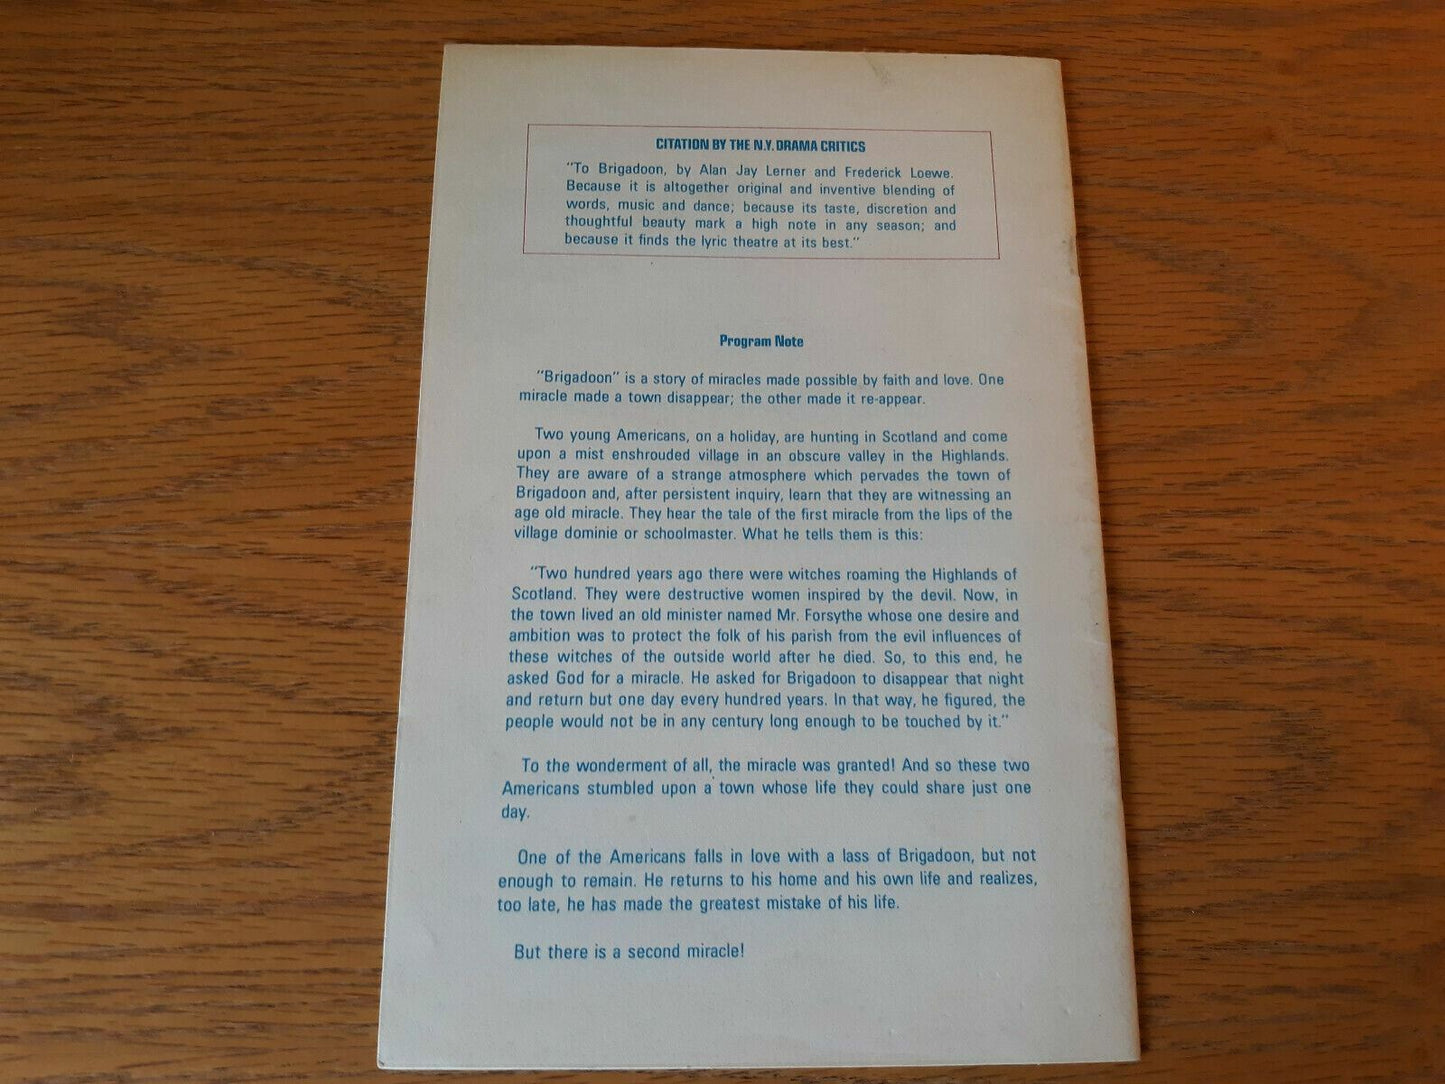 CITATION BY THE N.Y. DRAMA CRITICS
"To Brigadoon, by Alan Jay Lerner and Frederick Loewe.
Because it is altogether original and inventive blending of
words, music and dance; because its taste, discretion and
thoughtful beauty mark a high note in any season; and
because it finds the lyric theatre at its best."
Program Note
"Brigadoon" is a story of miracles made possible by faith and love. One
miracle made a town disappear; the other made it re-appear.
Two young Americans, on a holiday, are hunting in Scotland and come
upon a mist enshrouded village in an obscure valley in the Highlands.
They are aware of a strange atmosphere which pervades the town of
Brigadoon and, after persistent inquiry, learn that they are witnessing an
age old miracle. They hear the tale of the first miracle from the lips of the
village dominie or schoolmaster. What he tells them is this:
"Two hundred years ago there were witches roaming the Highlands of
Scotland. They were destructive women inspired by the devil. Now, in
the town lived an old minister named Mr. Forsythe whose one desire and
ambition was to protect the folk of his parish from the evil influences of
these witches of the outside world after he died. So, to this end, he
asked God for a miracle. He asked for Brigadoon to disappear that night
and return but one day every hundred years. In that way, he figured, the
people would not be in any century long enough to be touched by it."
To the wonderment of all, the miracle was granted! And so these two
Americans stumbled upon a town whose life they could share just one
day.
One of the Americans falls in love with a lass of Brigadoon, but not
enough to remain. He returns to his home and his own life and realizes,
too late, he has made the greatest mistake of his life.
But there is a second miracle!